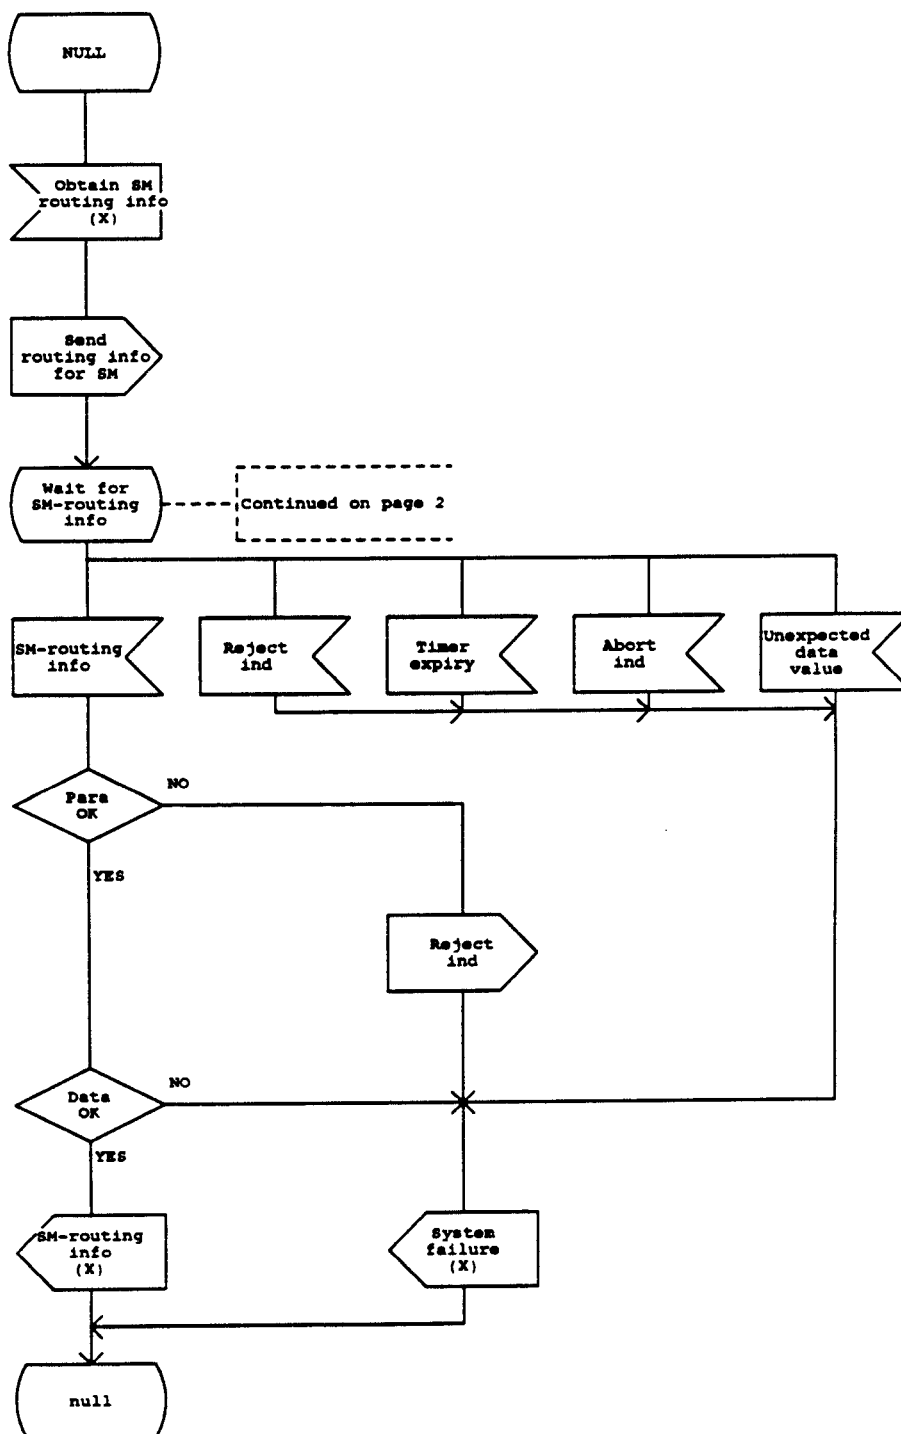 NULL
Obtain SM
routing info
(X)
Send
routing info
for SM
Wait for
SM-routing
info
Continued on page 2
SM-routing
info
Reject
ind
Timer
expiry
Abort
ind
Unexpected
data
value
Para
OK
NO
YES
Reject
ind
Data
OK
NO
YES
SM-routing
info
(X)
System
failure
(X)
null